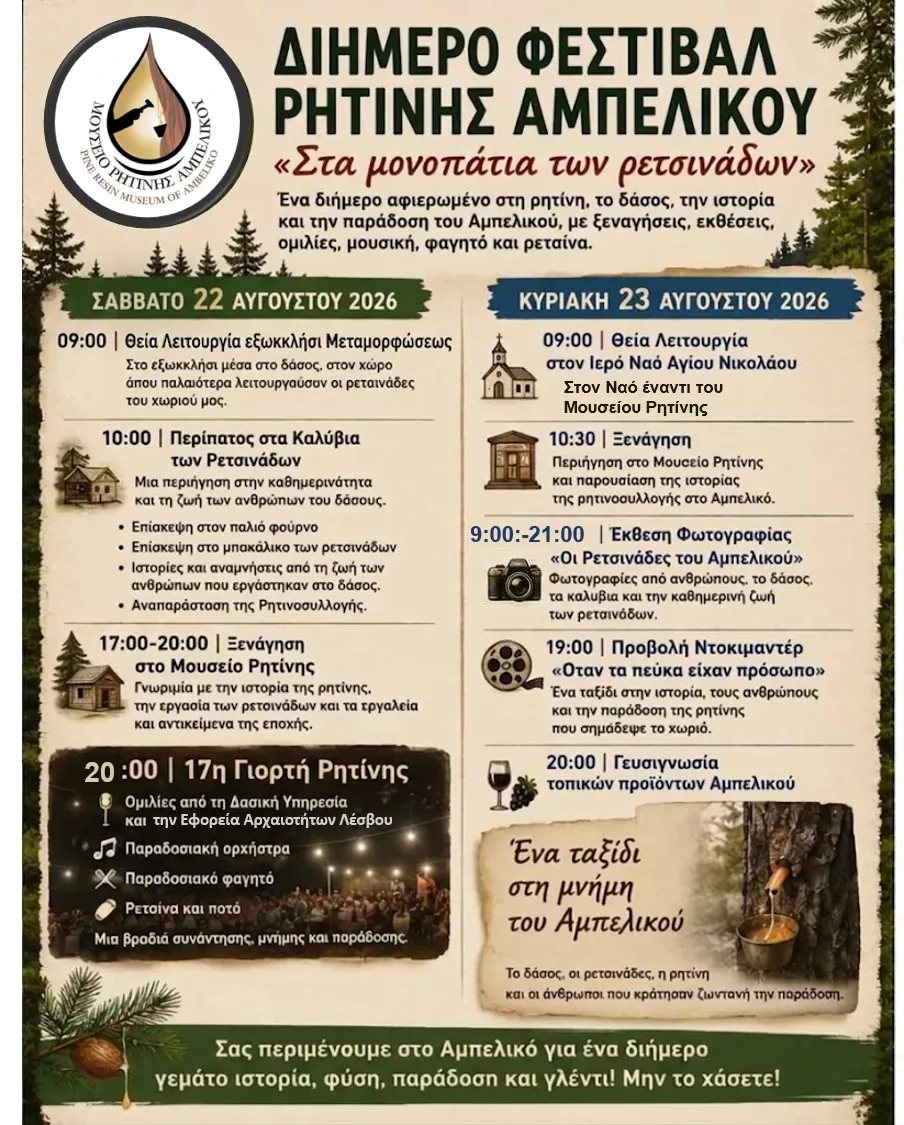 ΜΟΥΣΕΙΟ ΡΗΤΙΝΗΣ ΑΜΠΕΛΙΚΟΥ
PINE RESIN MUSEUM OF AMBELIKO
ΔΙΗΜΕΡΟ ΦΕΣΤΙΒΑΛ
ΡΗΤΙΝΗΣ ΑΜΠΕΛΙΚΟΥ
«Στα μονοπάτια των ρετσινάδων»
Ένα διήμερο αφιερωμένο στη ρητίνη, το δάσος, την ιστορία
και την παράδοση του Αμπελικού, με ξεναγήσεις, εκθέσεις,
ομιλίες, μουσική, φαγητό και ρεταίνα.
ΣΑΒΒΑΤΟ 22 ΑΥΓΟΥΣΤΟΥ 2026
09:00 | Θεία Λειτουργία εξωκκλήσι Μεταμορφώσεως
Στο εξωκκλήσι μέσα στο δάσος, στον χώρο
άπου παλαιότερα λειτουργαύσον οι ρεταινάδες
του χωριού μος.
10:00 | Περίπατος στα Καλύβια
των Ρετσινάδων
Μια περιήγηση στην καθημερινότητα
και τη ζωή των ανθρώπων του δάσους.
• Επίσκεψη στον παλιό φούρνο
• Επίσκεψη στο μπακάλικο των ρετσινάδων
• Ιστορίες και αναμνήσεις από τη ζωή των
ανθρώπων που εργάστηκαν στο δάσος.
• Αναπαράστοση της Ρητινοσυλλογής.
17:00-20:00 | Ξενάγηση
στο Μουσείο Ρητίνης
Γνωριμία με την ιστορία της ρητίνης,
την εργασία των ρετοινάδων και τα εργαλεία
και αντικείμενα της εποχής.
20 :00 | 17η Γιορτή Ρητίνης
Ομιλίες από τη Δασική Υπηρεσία
και την Εφορεία Αρχαιοτήτων Λέσβου
Παραδοσιακή ορχήστρα
Παραδοσιακό φαγητό
Ρετσίνα και ποτό
Μια βραδιά συνάντησης, μνήμης και παράδοσης.
ΚΥΡΙΑΚΗ 23 ΑΥΓΟΥΣΤΟΥ 2026
09:00 | Θεία Λειτουργία
στον Ιερό Ναό Αγίου Νικολάου
Στον Ναό έναντι του
Μουσείου Ρητίνης
10:30 | Ξενάγηση
Περιήγηση στο Μουσείο Ρητίνης
και παρουσίαση της ιστορίας
της ρητινοσυλλογής στο Αμπελικό.
9:00:-21:00 | Έκθεση Φωτογραφίας
«Οι Ρετσινάδες του Αμπελικού»
Φωτογραφίες από ανθρώπους, το δάσος,
τα καλυβια και την καθημερινή ζωή
των ρεταινάδων.
19:00 | Προβολή Ντοκιμαντέρ
«Οταν τα πεύκα είχαν πρόσωπο»
Ένα ταξίδι στην ιστορία, τους ανθρώπους
και την παράδοση της ρητίνης
που σημάδεψε το χωριό.
20:00 | Γευσιγνωσία
τοπικών προϊόντων Αμπελικού
Ένα ταξίδι
στη μνήμη
του Αμπελικού
Το δάσος, οι ρετσινάδες, η ρητίνη
και οι άνθρωποι που κράτησαν ζωντανή την παράδοση.
Σας περιμένουμε στο Αμπελικό για ένα διήμερο
γεμάτο ιστορία, φύση, παράδοση και γλέντι! Μην το χάσετε!